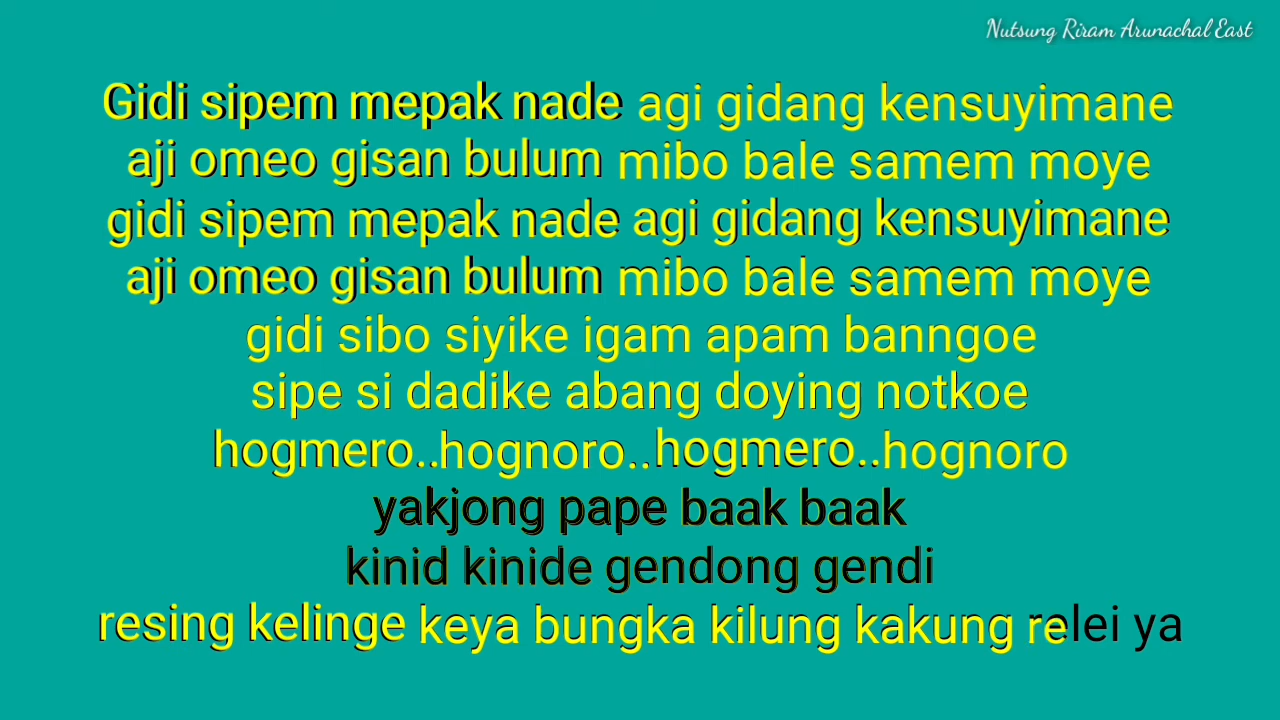 Nutsung Riram Arunachal East
Gidi sipem mepak nade agi gidang kensuyimane
aji omeo gisan bulum mibo bale samem moye
gidi sipem mepak nade agi gidang kensuyimane
aji omeo gisan bulum mibo bale samem moye
gidi sibo siyike igam apam banngoe
sipe si dadike abang doying notkoe
hogmero..hognoro..hogmero..hognoro
yakjong pape baak baak
kinid kinide gendong gendi
resing kelinge keya bungka kilung kakung relei ya